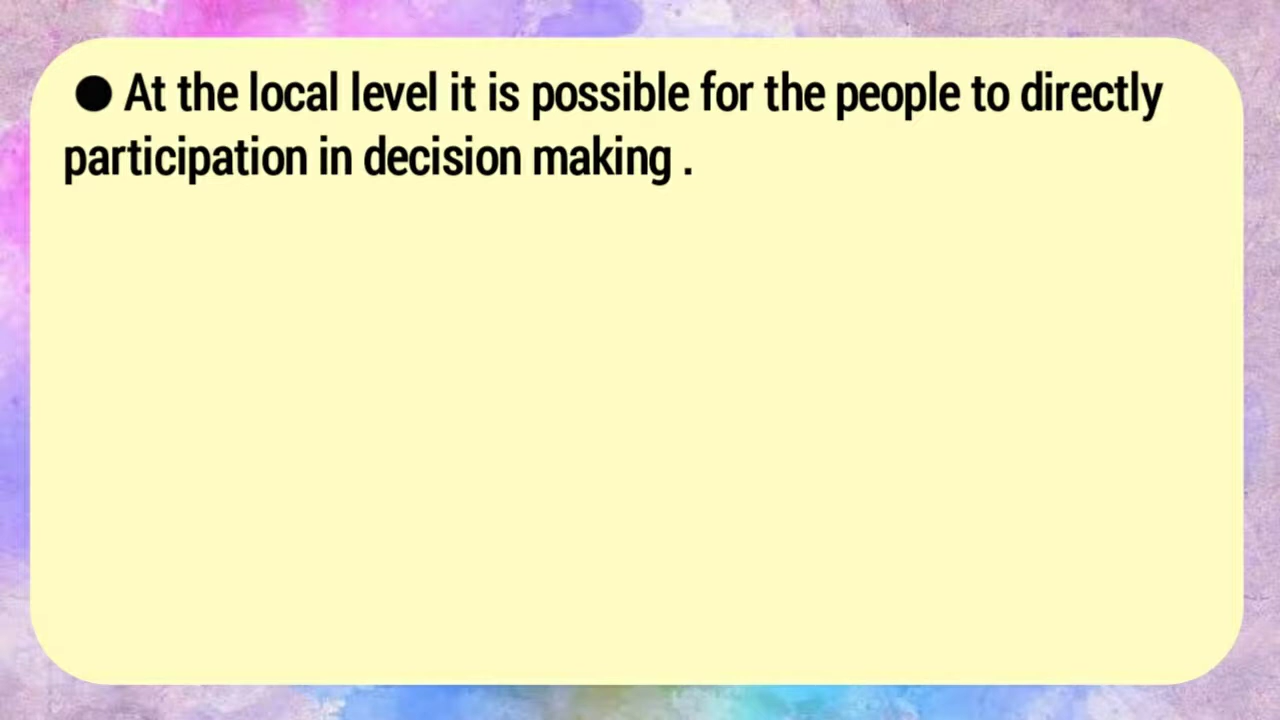 ● At the local level it is possible for the people to directly
participation in decision making .